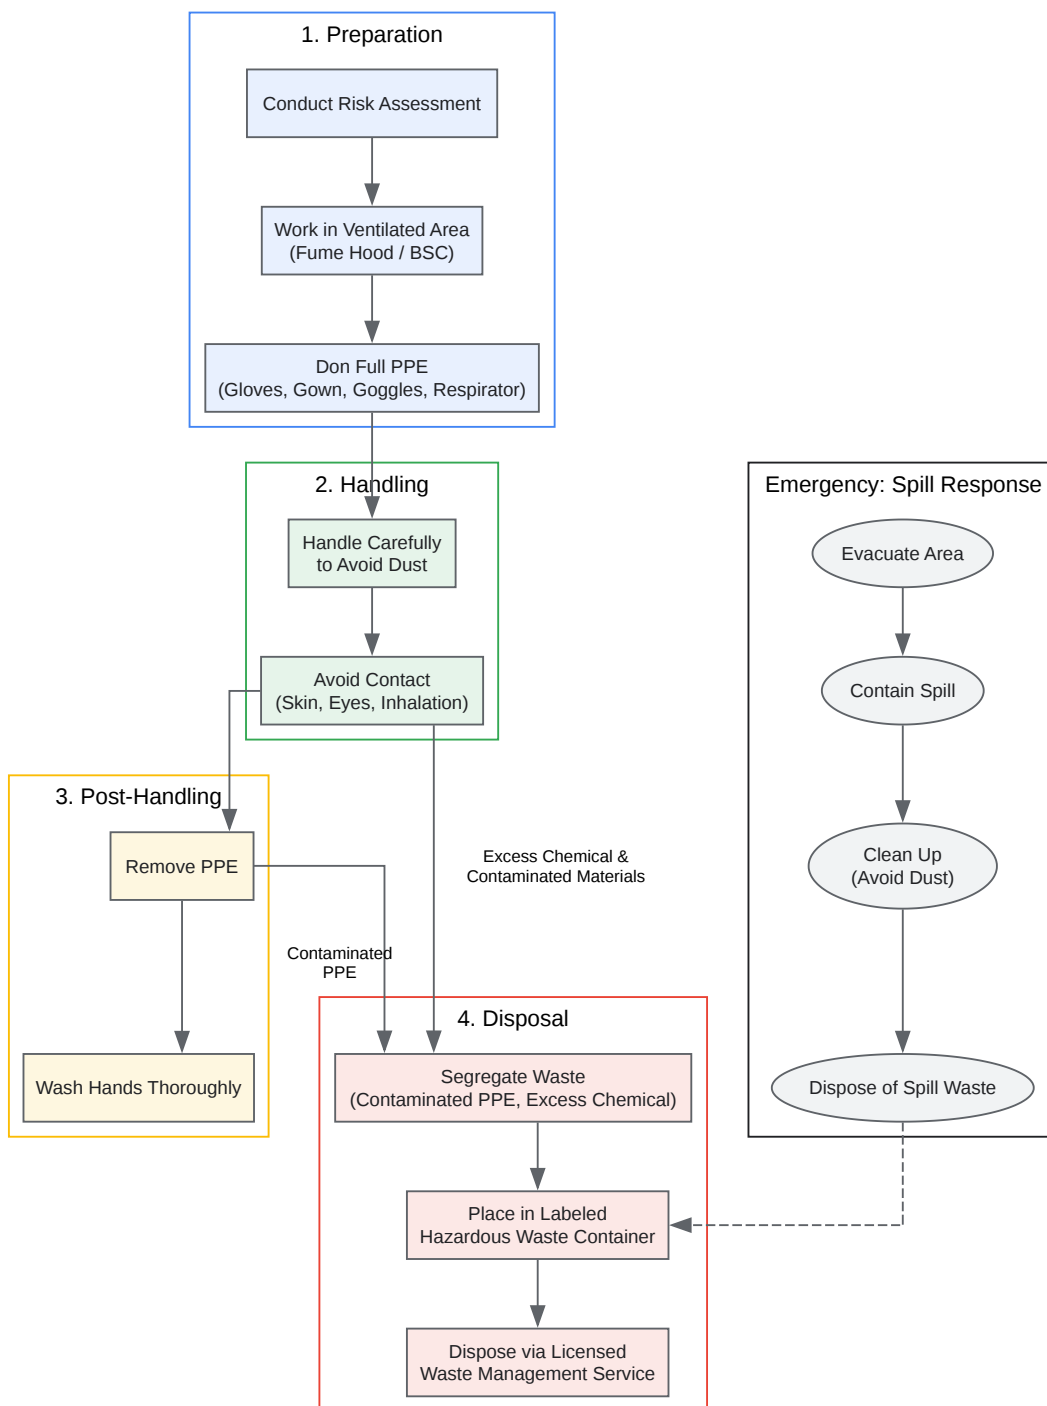 1. Preparation
Conduct Risk Assessment
Work in Ventilated Area
(Fume Hood / BSC)
Don Full PPE
(Gloves, Gown, Goggles, Respirator)
2. Handling
Handle Carefully
to Avoid Dust
Avoid Contact
(Skin, Eyes, Inhalation)
3. Post-Handling
Remove PPE
Wash Hands Thoroughly
Excess Chemical &
Contaminated Materials
Contaminated
PPE
4. Disposal
Segregate Waste
(Contaminated PPE, Excess Chemical)
Place in Labeled
Hazardous Waste Container
Dispose via Licensed
Waste Management Service
Emergency: Spill Response
Evacuate Area
Contain Spill
Clean Up
(Avoid Dust)
Dispose of Spill Waste